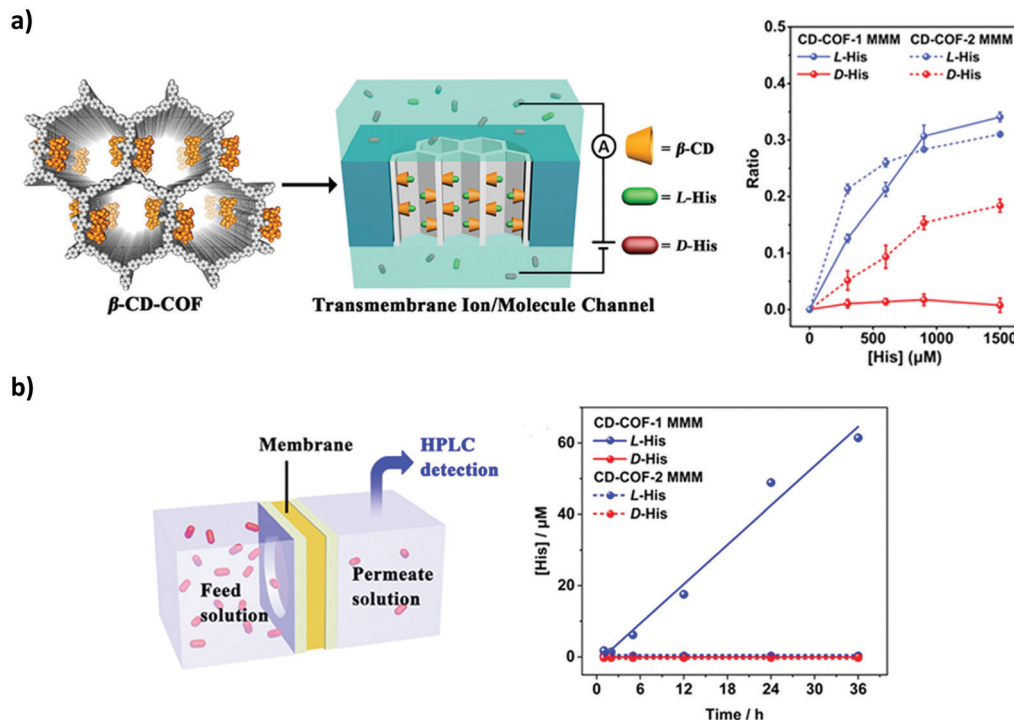 a)
β-CD-COF
Transmembrane Ion/Molecule Channel
A
= β-CD
= L-His
= D-His
CD-COF-1 MMM CD-COF-2 MMM
L-His L-His
D-His D-His
Ratio
0.5
0.4
0.3
0.2
0.1
0.0
0 500 1000 1500
[His] (μM)
b)
Membrane
HPLC
detection
Feed
solution
Permeate
solution
CD-COF-1 MMM
L-His
D-His
CD-COF-2 MMM
L-His
D-His
[His] / μM
60
40
20
0
0 6 12 18 24 30 36
Time / h